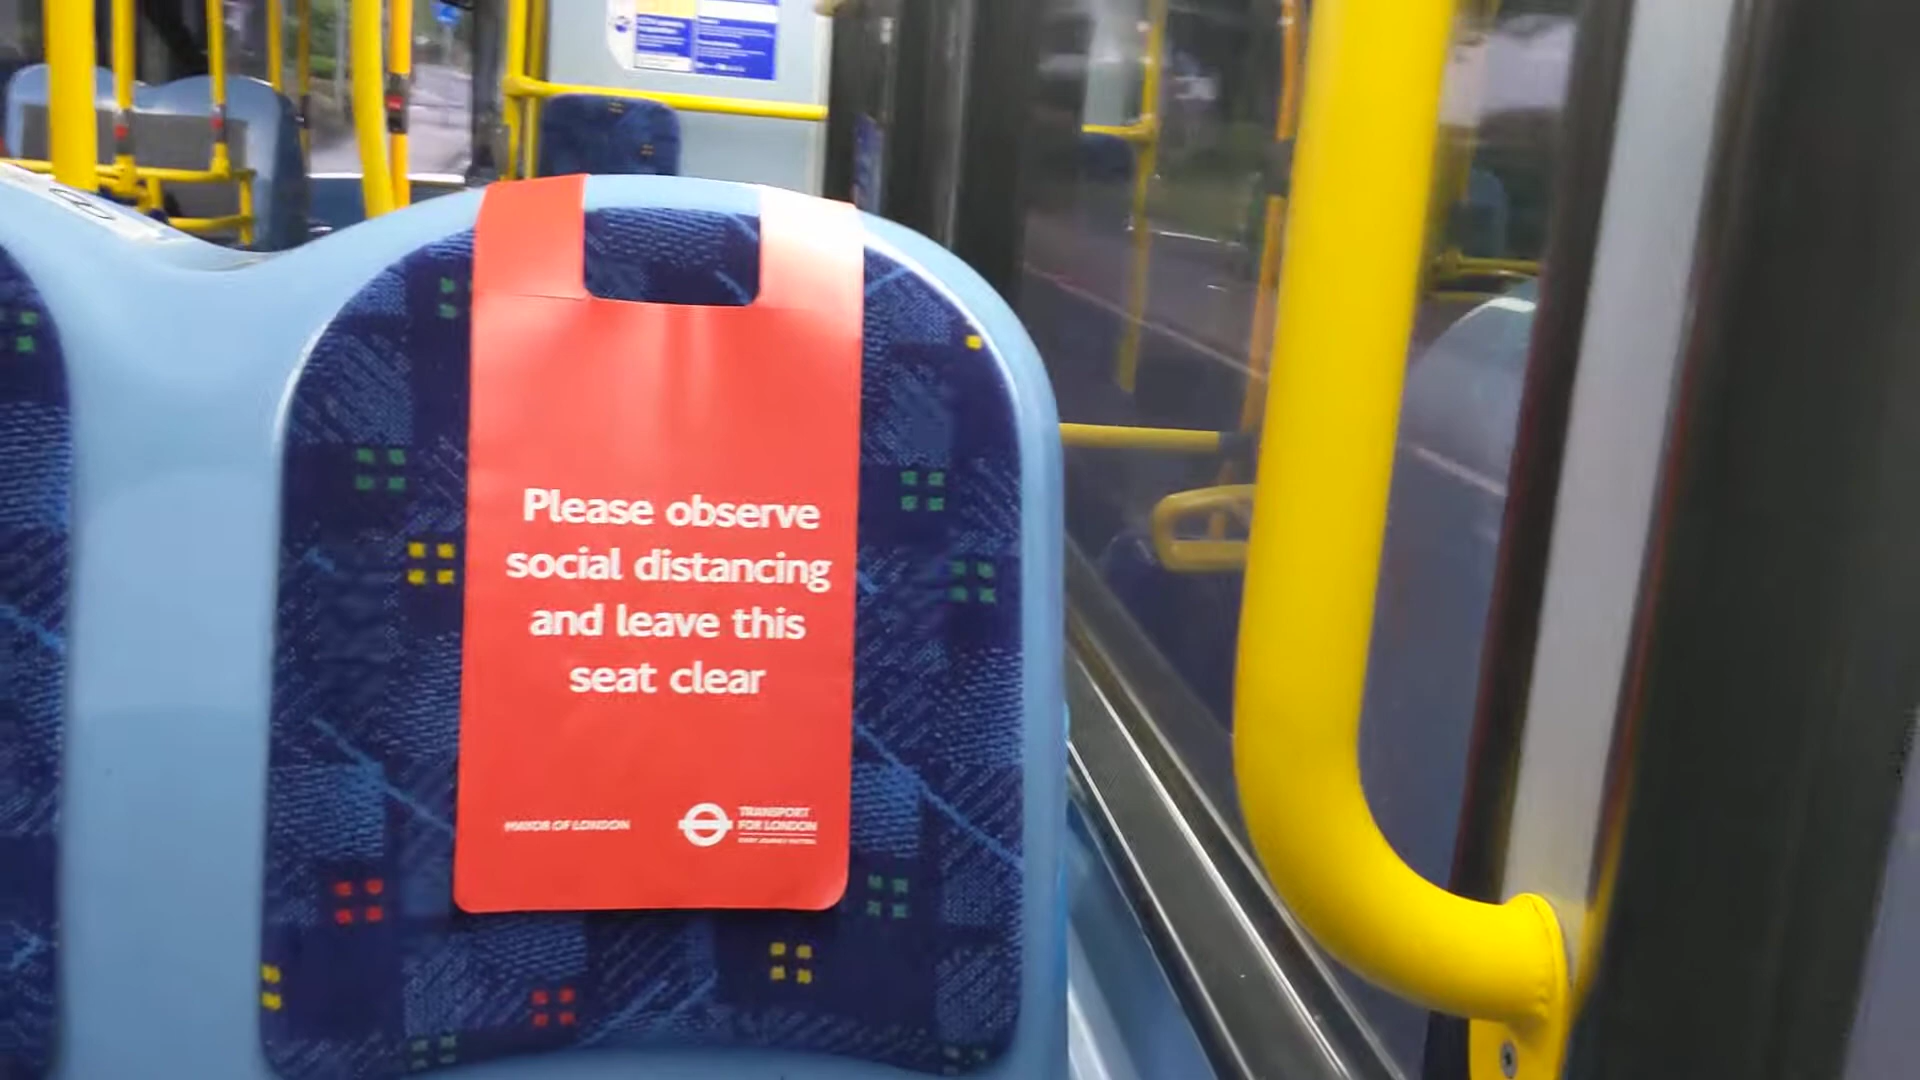 Please observe
social distancing
and leave this
seat clear
MAYOR OF LONDON
TRANSPORT
FOR LONDON